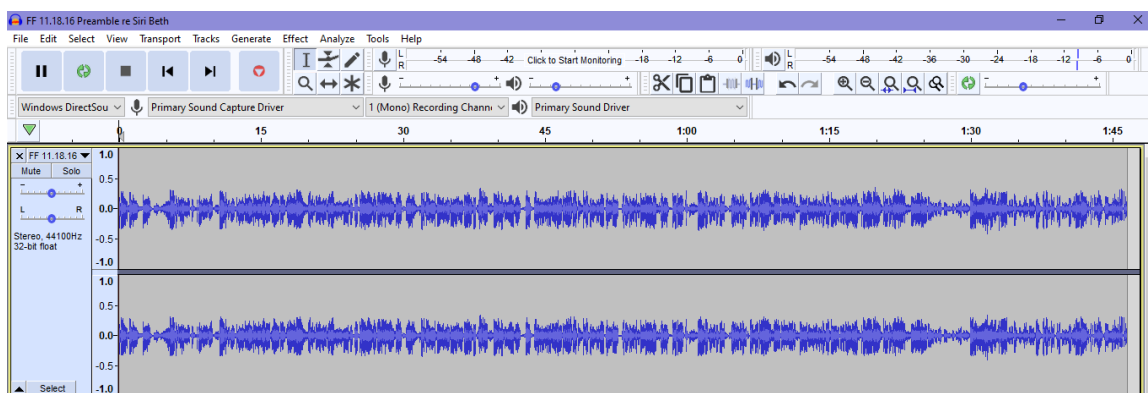 FF 11.18.16 Preamble re Siri Beth
File Edit Select View Transport Tracks Generate Effect Analyze Tools Help
L R -54 -48 -42 Click to Start Monitoring -18 -12 -6 0 L R -54 -48 -42 -36 -30 -24 -18 -12 -6 0
Windows DirectSou Primary Sound Capture Driver 1 (Mono) Recording Chann Primary Sound Driver
0 15 30 45 1:00 1:15 1:30 1:45
X FF 11.18.16 1.0
Mute Solo
0.5
- +
L R 0.0
Stereo, 44100Hz -0.5
32-bit float
-1.0
1.0
0.5
0.0
-0.5
Select -1.0